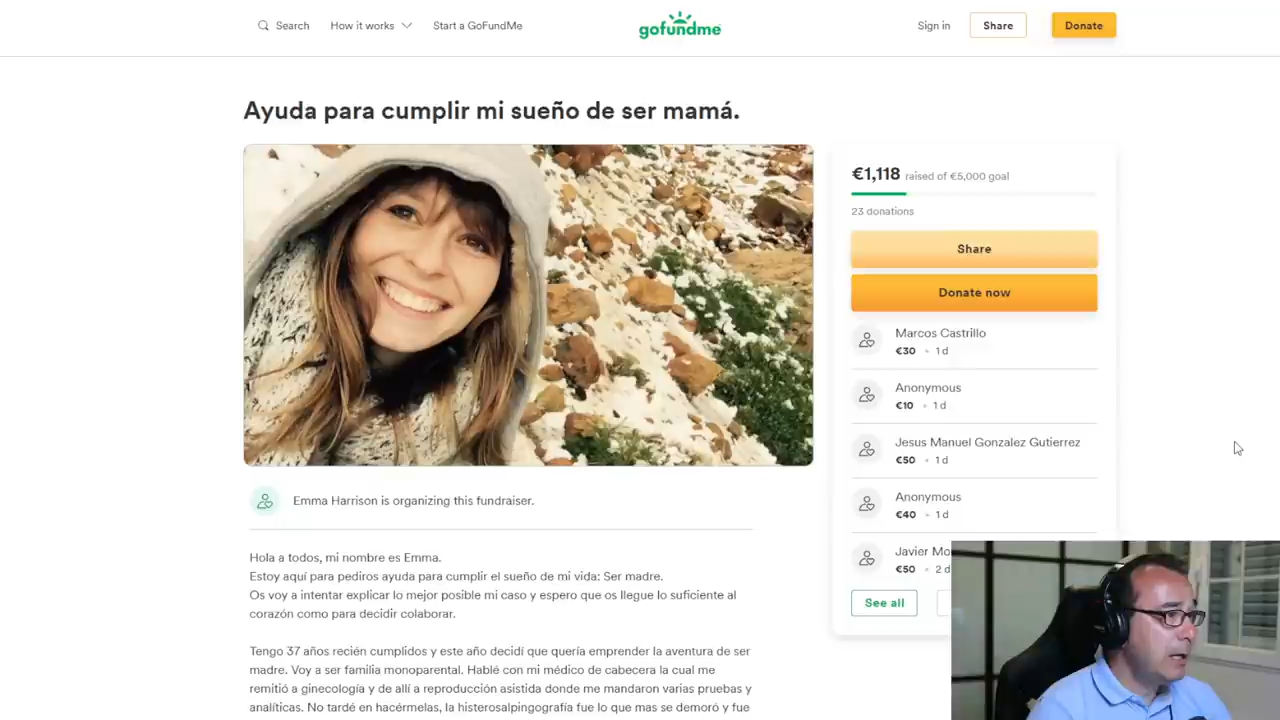 Search
How it works
Start a GoFundMe
gofundme
Sign in
Share
Donate
Ayuda para cumplir mi sueño de ser mamá.
€1,118 raised of €5,000 goal
23 donations
Share
Donate now
Marcos Castrillo
€30 • 1 d
Anonymous
€10 • 1 d
Jesus Manuel Gonzalez Gutierrez
€50 • 1 d
Anonymous
€40 • 1 d
Javier Mo
€50 • 2 d
See all
Emma Harrison is organizing this fundraiser.
Hola a todos, mi nombre es Emma.
Estoy aquí para pediros ayuda para cumplir el sueño de mi vida: Ser madre.
Os voy a intentar explicar lo mejor posible mi caso y espero que os llegue lo suficiente al
corazón como para decidir colaborar.
Tengo 37 años recién cumplidos y este año decidí que quería emprender la aventura de ser
madre. Voy a ser familia monoparental. Hablé con mi médico de cabecera la cual me
remitió a ginecología y de allí a reproducción asistida donde me mandaron varias pruebas y
analíticas. No tardé en hacérmelas, la histerosalpingografía fue lo que mas se demoró y fue